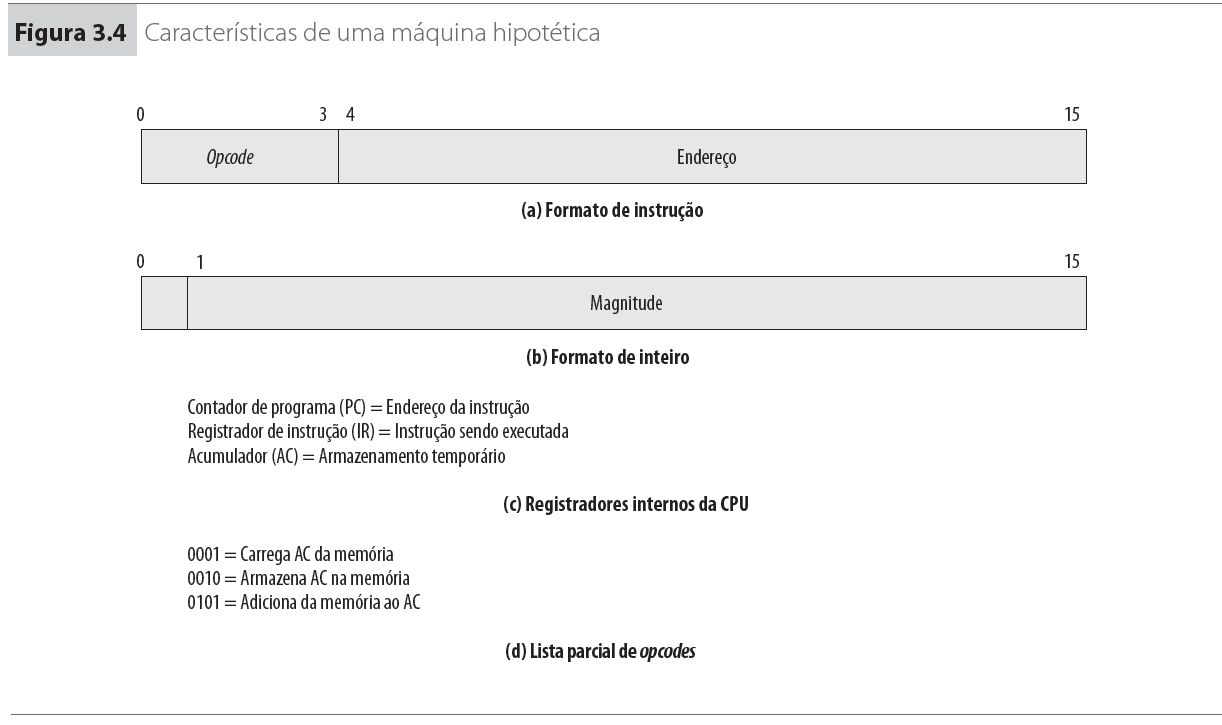 Figura 3.4 Características de uma máquina hipotética
0 3 4 15
Opcode Endereço
(a) Formato de instrução
0 1 15
Magnitude
(b) Formato de inteiro
Contador de programa (PC) = Endereço da instrução
Registrador de instrução (IR) = Instrução sendo executada
Acumulador (AC) = Armazenamento temporário
(c) Registradores internos da CPU
0001 = Carrega AC da memória
0010 = Armazena AC na memória
0101 = Adiciona da memória ao AC
(d) Lista parcial de opcodes